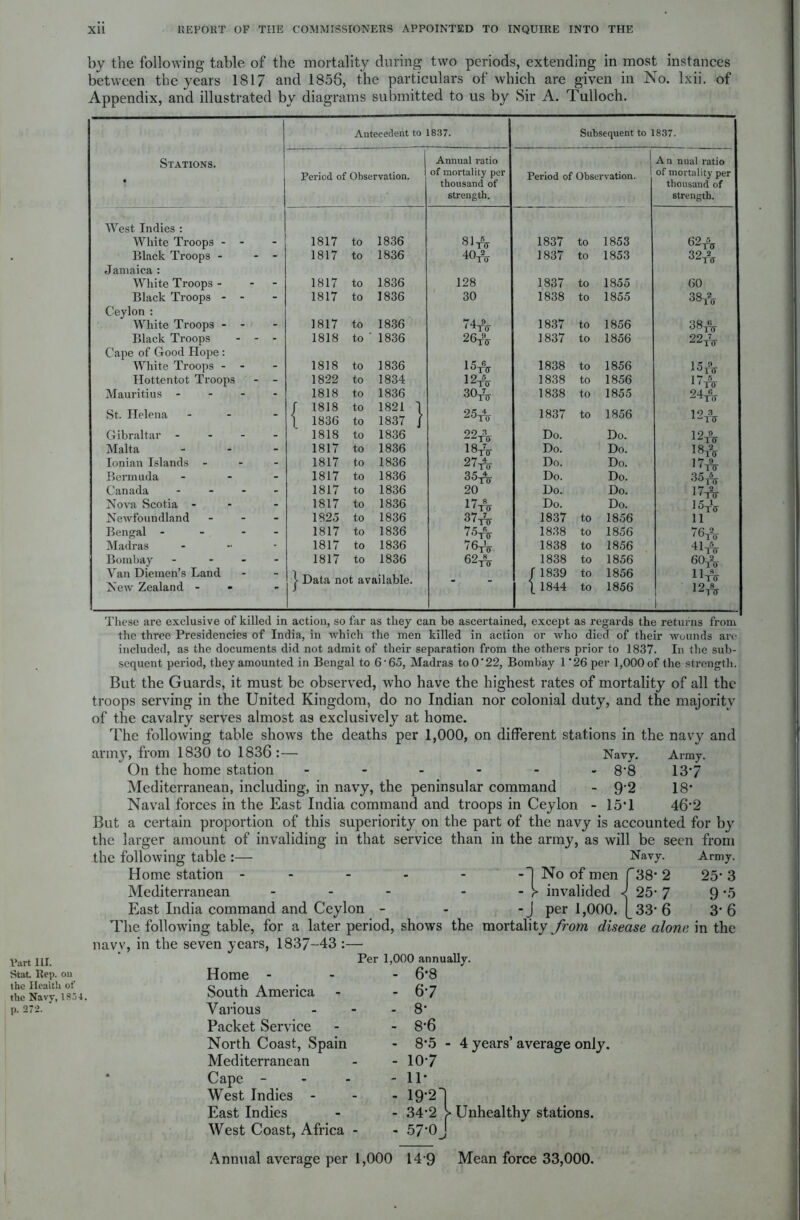 xii REPORT OF THE COMMISSIONERS APPOINTED TO INQUIRE INTO THE
by the following table of the mortality during two periods, extending in most instances
between the years 1817 and 1856, the particulars of which are given in No. lxii. of
Appendix, and illustrated by diagrams submitted to us by Sir A. Tulloch.
Stations. Antecedent to 1837. Subsequent to 1837.
Period of Observation. Annual ratio of mortality per thousand of strength. Period of Observation. An nual ratio of mortality per thousand of strength.
West Indies :
White Troops - - - 1817 to 1836 81 5/10 1837 to 1853 62 5/10
Black Troops - - - 1817 to 1836 40 2/10 1837 to 1853 32 2/10
Jamaica :
White Troops - - - 1817 to 1836 128 1837 to 1855 60
Black Troops - - - 1817 to 1836 30 1838 to 1855 38 2/10
Ceylon :
White Troops - - - 1817 to 1836 74 9/10 1837 to 1856 38 6/10
Black Troops - - - 1818 to 1836 26 9/10 1837 to 1856 22 7/10
Cape of Good Hope :
White Troops - - - 1818 to 1836 15 6/10 1838 to 1856 15 9/10
Hottentot Troops - - 1822 to 1834 12 5/10 1838 to 1856 17 5/10
Mauritius - - - - 1818 to 1836 30 7/10 1838 to 1855 24 6/10
St. Helena - - - { 1818 to 1821 } 25 4/10 1837 to 1856 12 3/10
{ 1836 to 1837 }
Gibraltar - - - - 1818 to 1836 22 3/10 Do. Do. 12 9/10
Malta - - - 1817 to 1836 18 7/10 Do. Do. 18 2/10
Ionian Islands - - - 1817 to 1836 27 4/10 Do. Do. 17 9/10
Bermuda - - - 1817 to 1836 35 4/10 Do. Do. 35 5/10
Canada - - - - 1817 to 1836 20 Do. Do. 17 2/10
Nova Scotia - - - 1817 to 1836 17 8/10 Do. Do. 15 1/10
Newfoundland - - - 1825 to 1836 37 7/10 1837 to 1856 11
Bengal - - - - 1817 to 1836 75 6/10 1838 to 1856 76 2/10
Madras - - - 1817 to 1836 76 1/10 1838 to 1856 41 5/10
Bombay - - - - 1817 to 1836 62 8/10 1838 to 1856 60 2/10
Van Diemen's Land - - } Data not available. - - { 1839 to 1856 11 8/10
New Zealand - - - } { 1844 to 1856 12 8/10
These are exclusive of killed in action, so far as they can be ascertained, except as regards the returns from
the three Presidencies of India, in which the men killed in action or who died of their wounds are
included, as the documents did not admit of their separation from the others prior to 1837. In the sub-
sequent period, they amounted in Bengal to 6·65, Madras to 0·22, Bombay 1·26 per 1,000 of the strength.
But the Guards, it must be observed, who have the highest rates of mortality of all the
troops serving in the United Kingdom, do no Indian nor colonial duty, and the majority
of the cavalry serves almost as exclusively at home.
The following table shows the deaths per 1,000, on different stations in the navy and
army, from 1830 to 1836 :— Navy. Army.
On the home station - - - - - - 8·8 13·7
Mediterranean, including, in navy, the peninsular command - 9·2 18·
Naval forces in the East India command and troops in Ceylon - 15·1 46·2
But a certain proportion of this superiority on the part of the navy is accounted for by
the larger amount of invaliding in that service than in the army, as will be seen from
the following table :— Navy. Army.
Home station - - - - - - } No of men { 38·2 25·3
Mediterranean - - - - - } invalided { 25·7 9·5
East India command and Ceylon - - - } per 1,000. { 33·6 3·6
The following table, for a later period, shows the mortality from disease alone in the
navy, in the seven years, 1837–43 :—
Part III.
Stat. Rep. on
the Health of
the Navy, 1854,
p. 272.
Per 1,000 annually.
Home - - - 6·8
South America - - 6·7
Various - - - 8·
Packet Service - - 8·6
North Coast, Spain - 8·5 - 4 years' average only.
Mediterranean - - 10·7
Cape - - - - 11·
West Indies - - - 19·2 }
East Indies - - 34·2 } Unhealthy stations.
West Coast, Africa - - 57·0 }
Annual average per 1,000 14·9 Mean force 33,000.